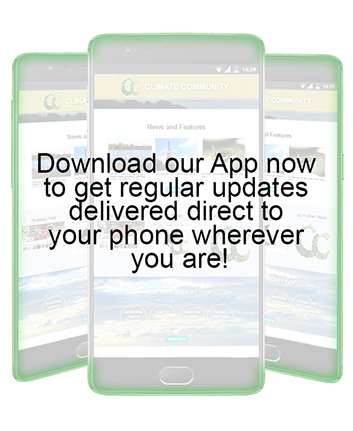 14:29
CLIMATE COMMUNITY
News and Features
Download our App now
to get regular updates
delivered direct to
your phone wherever
you are!